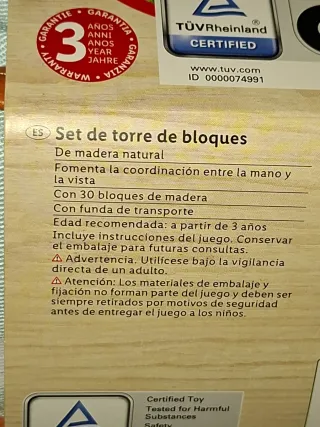 GARANTIE • GARANZIA • WARRANTY • GARANTIA
3
AÑOS
ANNI
ANOS
YEAR
JAHRE
TÜVRheinland
CERTIFIED
www.tuv.com
ID 0000074991
ES Set de torre de bloques
De madera natural
Fomenta la coordinación entre la mano y
la vista
Con 30 bloques de madera
Con funda de transporte
Edad recomendada: a partir de 3 años
Incluye instrucciones del juego. Conservar
el embalaje para futuras consultas.
⚠ Advertencia. Utilícese bajo la vigilancia
directa de un adulto.
⚠ Atención: Los materiales de embalaje y
fijación no forman parte del juego y deben ser
siempre retirados por motivos de seguridad
antes de entregar el juego a los niños.
Certified Toy
Tested for Harmful
Substances
Safety